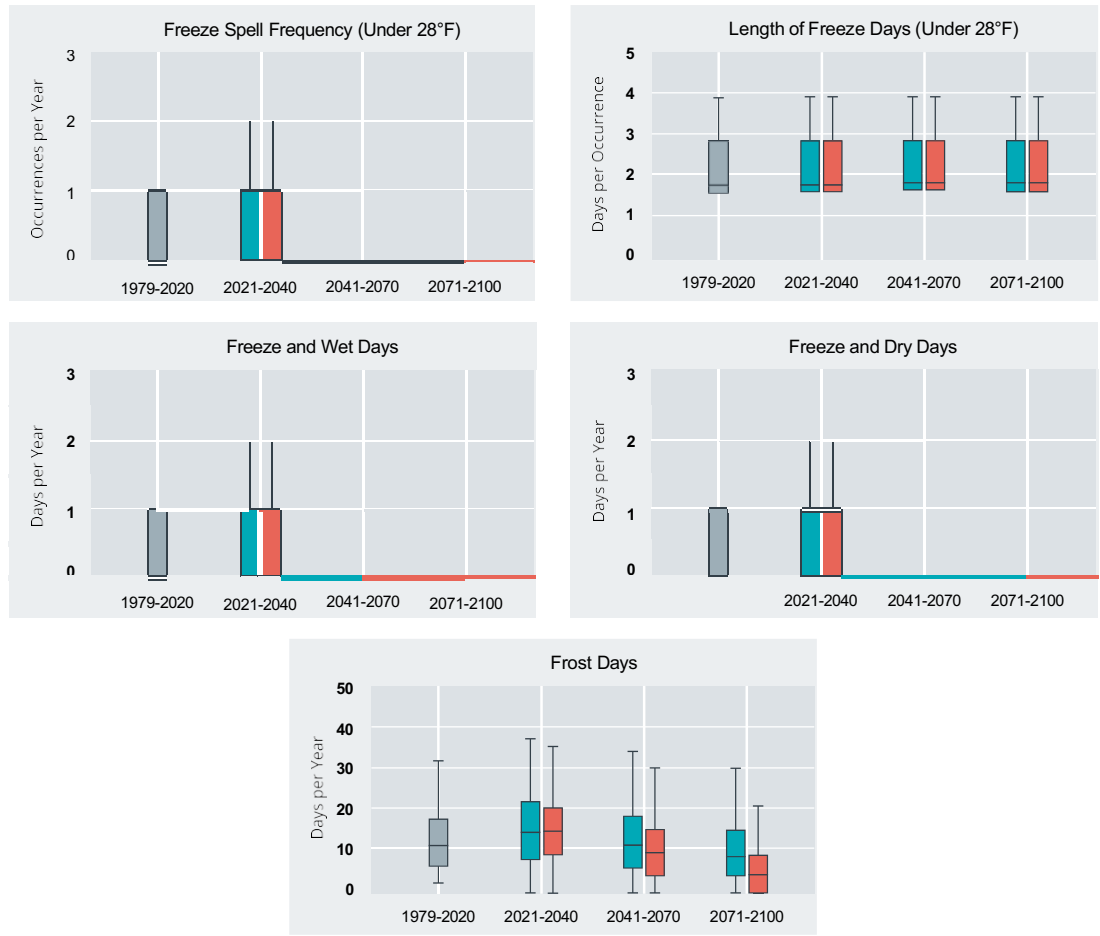 Freeze Spell Frequency (Under 28°F)
Occurrences per Year
3
2
1
0
1979-2020 2021-2040 2041-2070 2071-2100
Length of Freeze Days (Under 28°F)
Days per Occurrence
5
4
3
2
1
0
1979-2020 2021-2040 2041-2070 2071-2100
Freeze and Wet Days
Days per Year
3
2
1
0
1979-2020 2021-2040 2041-2070 2071-2100
Freeze and Dry Days
Days per Year
3
2
1
0
2021-2040 2041-2070 2071-2100
Frost Days
Days per Year
50
40
30
20
10
0
1979-2020 2021-2040 2041-2070 2071-2100